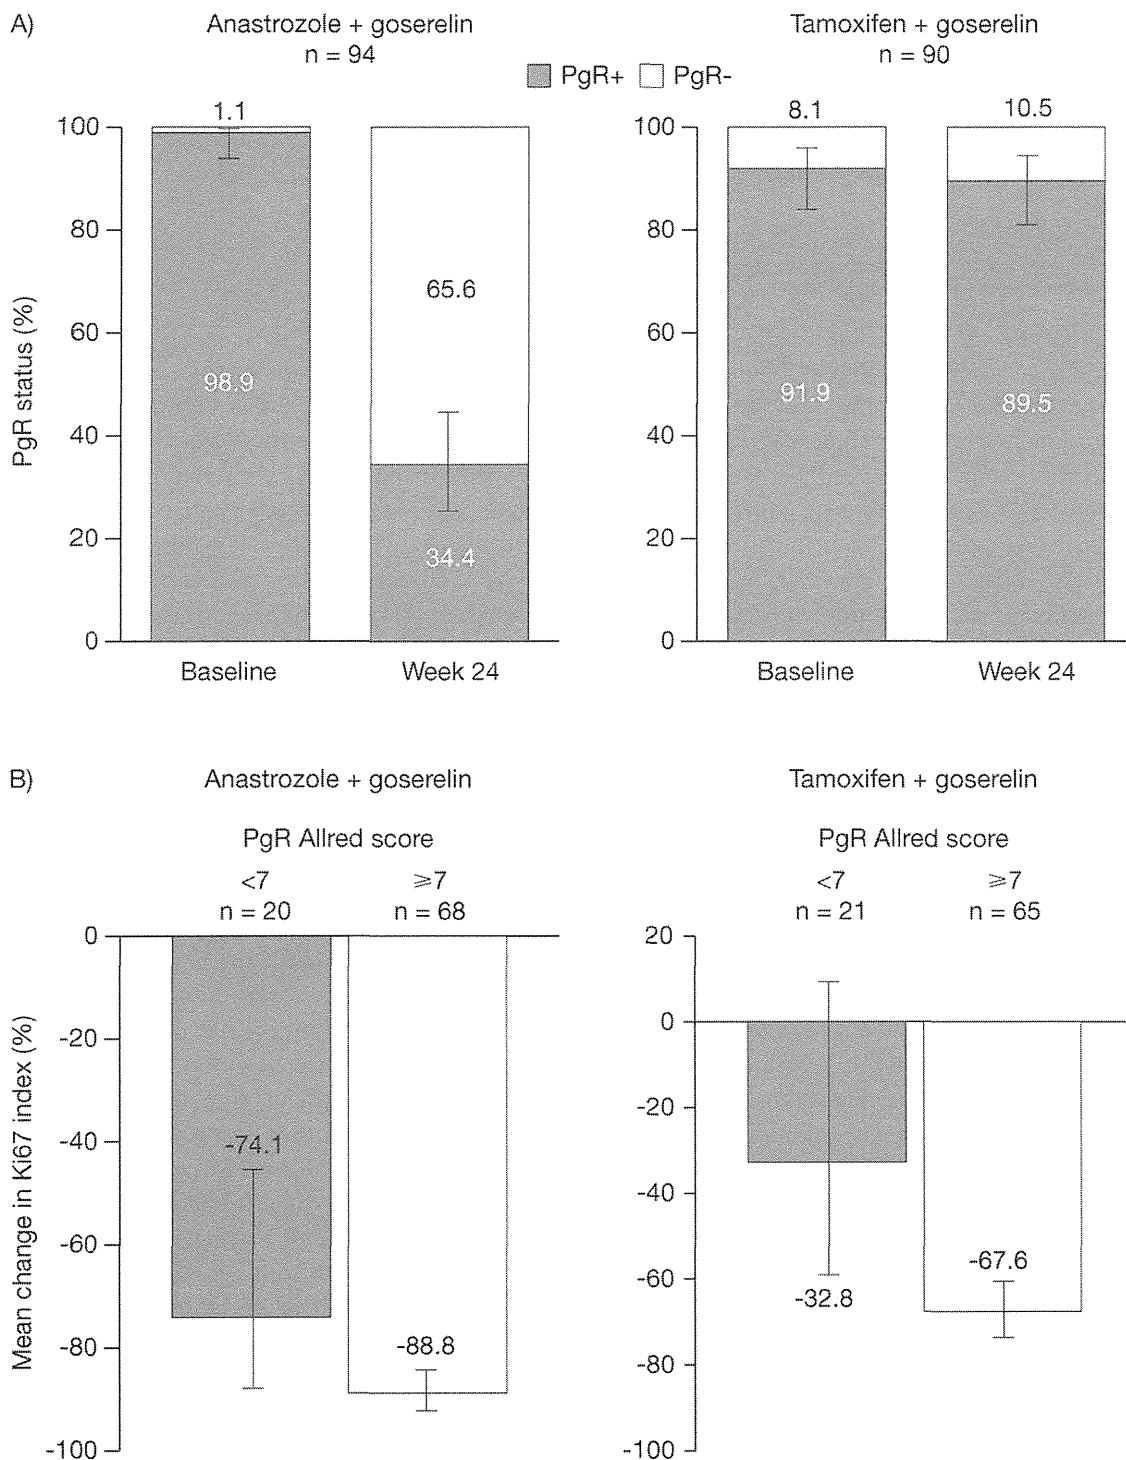 A)
Anastrozole + goserelin
n = 94
Tamoxifen + goserelin
n = 90
PgR+ PgR-
PgR status (%)
100
80
60
40
20
0
1.1
98.9
65.6
34.4
Baseline Week 24
100
80
60
40
20
0
8.1
91.9
10.5
89.5
Baseline Week 24
B)
Anastrozole + goserelin
PgR Allred score
<7 ⩾7
n = 20 n = 68
Mean change in Ki67 index (%)
0
-20
-40
-60
-80
-100
-74.1
-88.8
Tamoxifen + goserelin
PgR Allred score
<7 ⩾7
n = 21 n = 65
20
0
-20
-40
-60
-80
-100
-32.8
-67.6